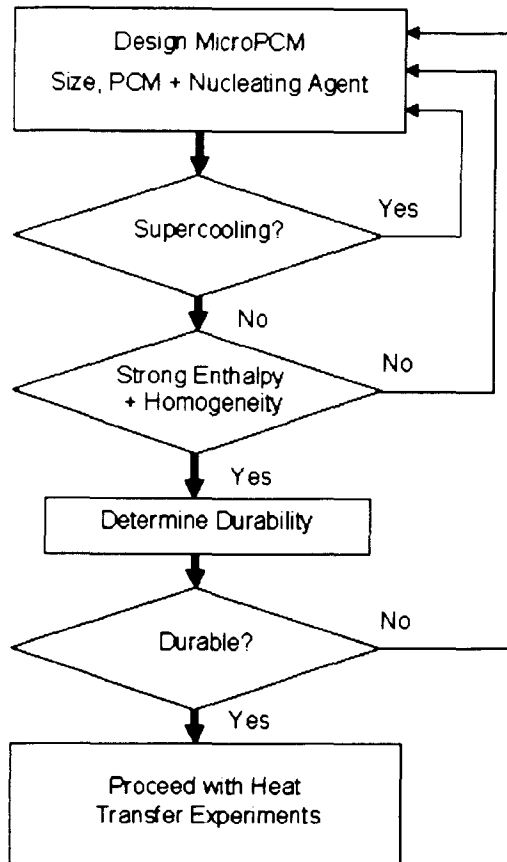 Design MicroPCM
Size, PCM + Nucleating Agent
Supercooling?
Yes
No
Strong Enthalpy
+ Homogeneity
No
Yes
Determine Durability
Durable?
No
Yes
Proceed with Heat
Transfer Experiments